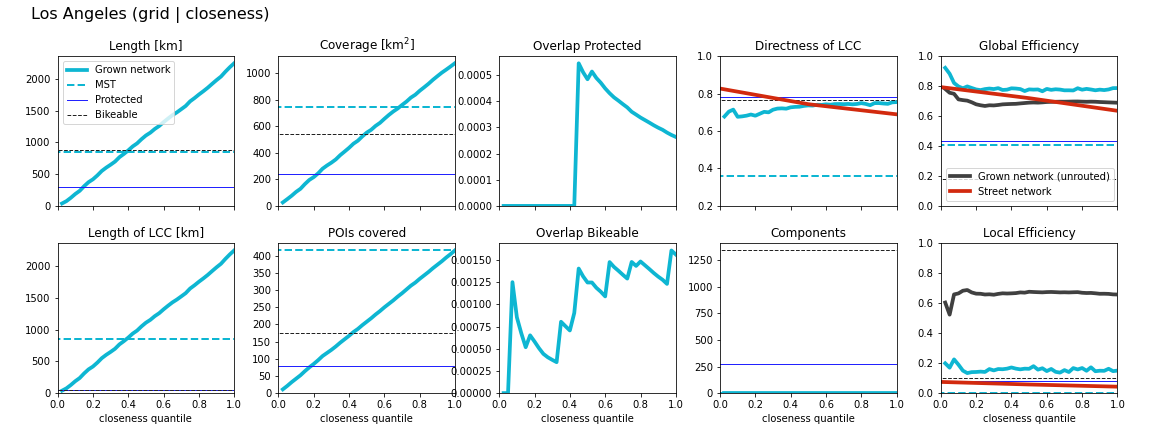 Los Angeles (grid | closeness)
Length [km]
Coverage [km²]
Overlap Protected
Directness of LCC
Global Efficiency
Grown network
MST
Protected
Bikeable
0
500
1000
1500
2000
0
200
400
600
800
1000
0.0000
0.0001
0.0002
0.0003
0.0004
0.0005
0.2
0.4
0.6
0.8
1.0
0.0
0.2
0.4
0.6
0.8
1.0
Grown network (unrouted)
Street network
Length of LCC [km]
POIs covered
Overlap Bikeable
Components
Local Efficiency
0
500
1000
1500
2000
0
50
100
150
200
250
300
350
400
0.00000
0.00025
0.00050
0.00075
0.00100
0.00125
0.00150
0
250
500
750
1000
1250
0.0
0.2
0.4
0.6
0.8
1.0
0.0 0.2 0.4 0.6 0.8 1.0
0.0 0.2 0.4 0.6 0.8 1.0
0.0 0.2 0.4 0.6 0.8 1.0
0.0 0.2 0.4 0.6 0.8 1.0
0.0 0.2 0.4 0.6 0.8 1.0
closeness quantile
closeness quantile
closeness quantile
closeness quantile
closeness quantile